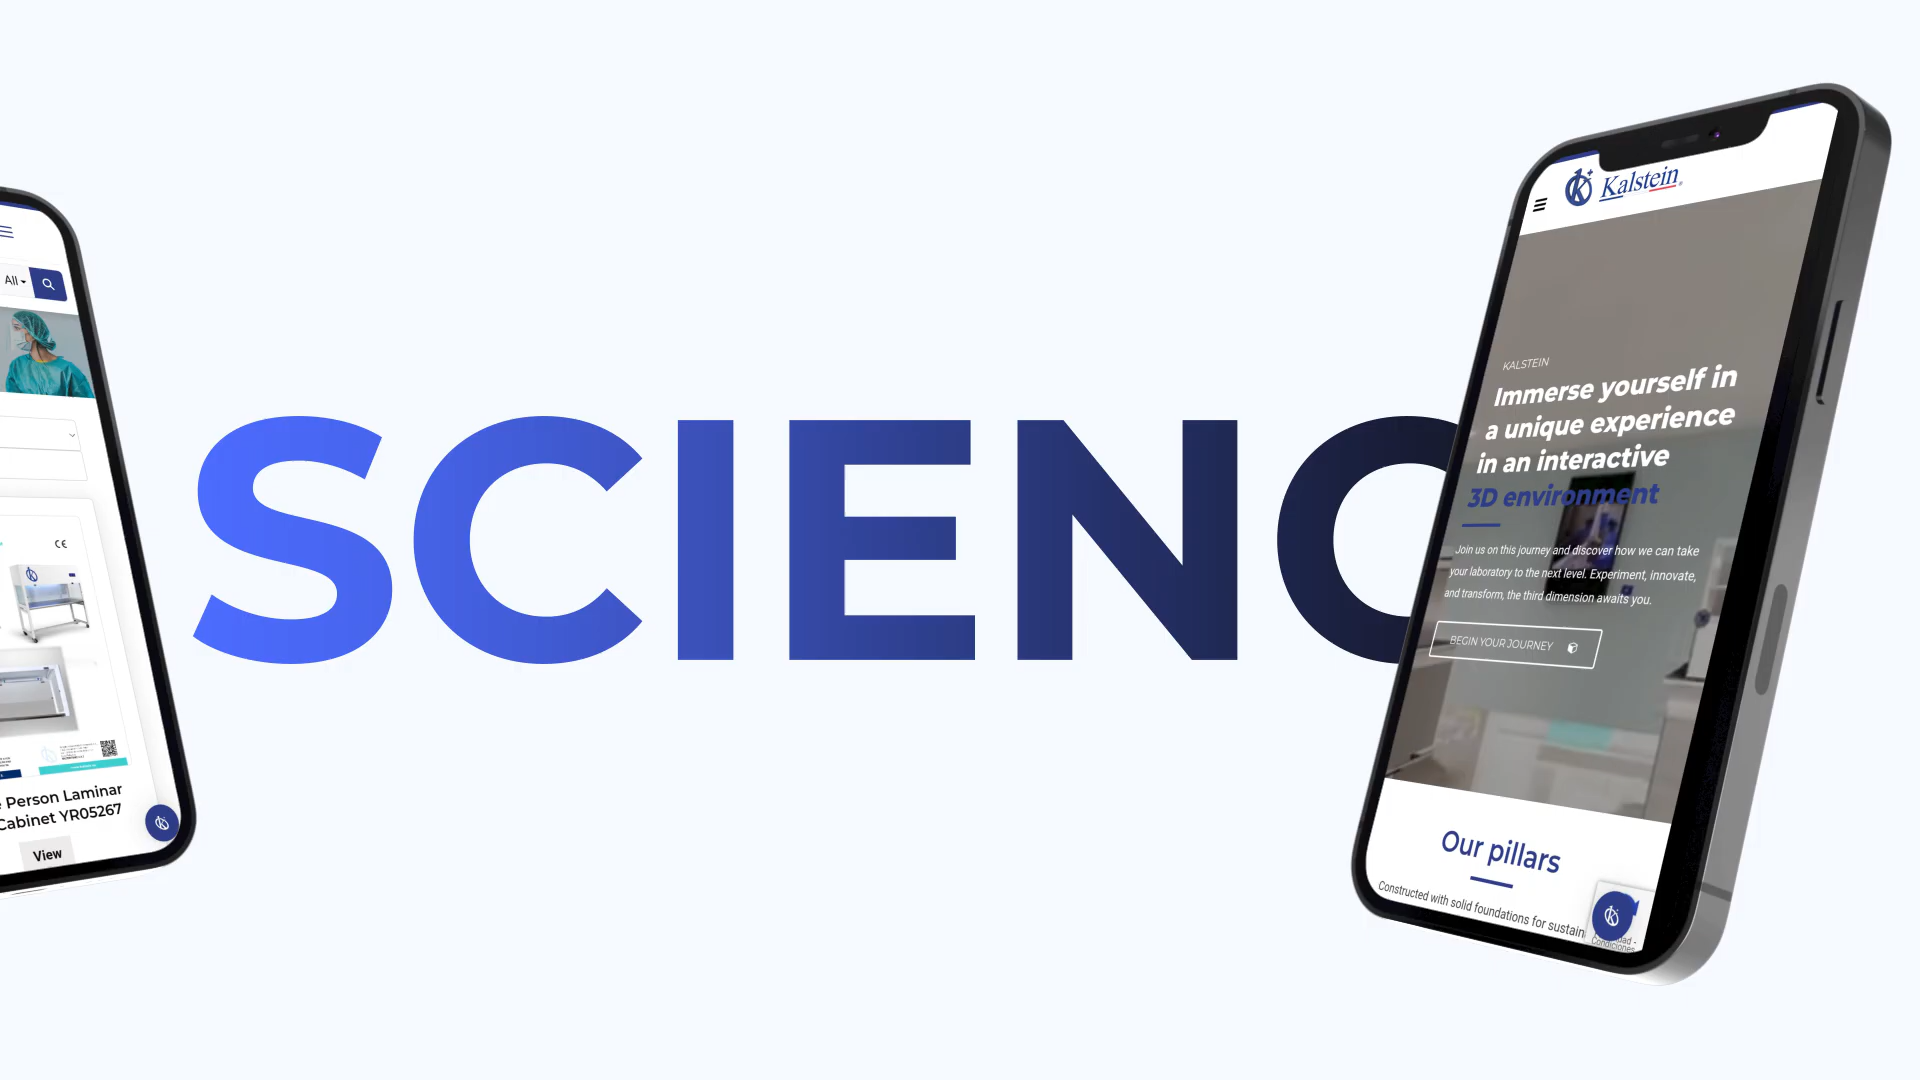 All
CE
Person Laminar
Cabinet YR05267
View
SCIENC
Kalstein
KALSTEIN
Immerse yourself in
a unique experience
in an interactive
3D environment
Join us on this journey and discover how we can take
your laboratory to the next level. Experiment, innovate,
and transform, the third dimension awaits you.
BEGIN YOUR JOURNEY
Our pillars
Constructed with solid foundations for sustain
Condiciones